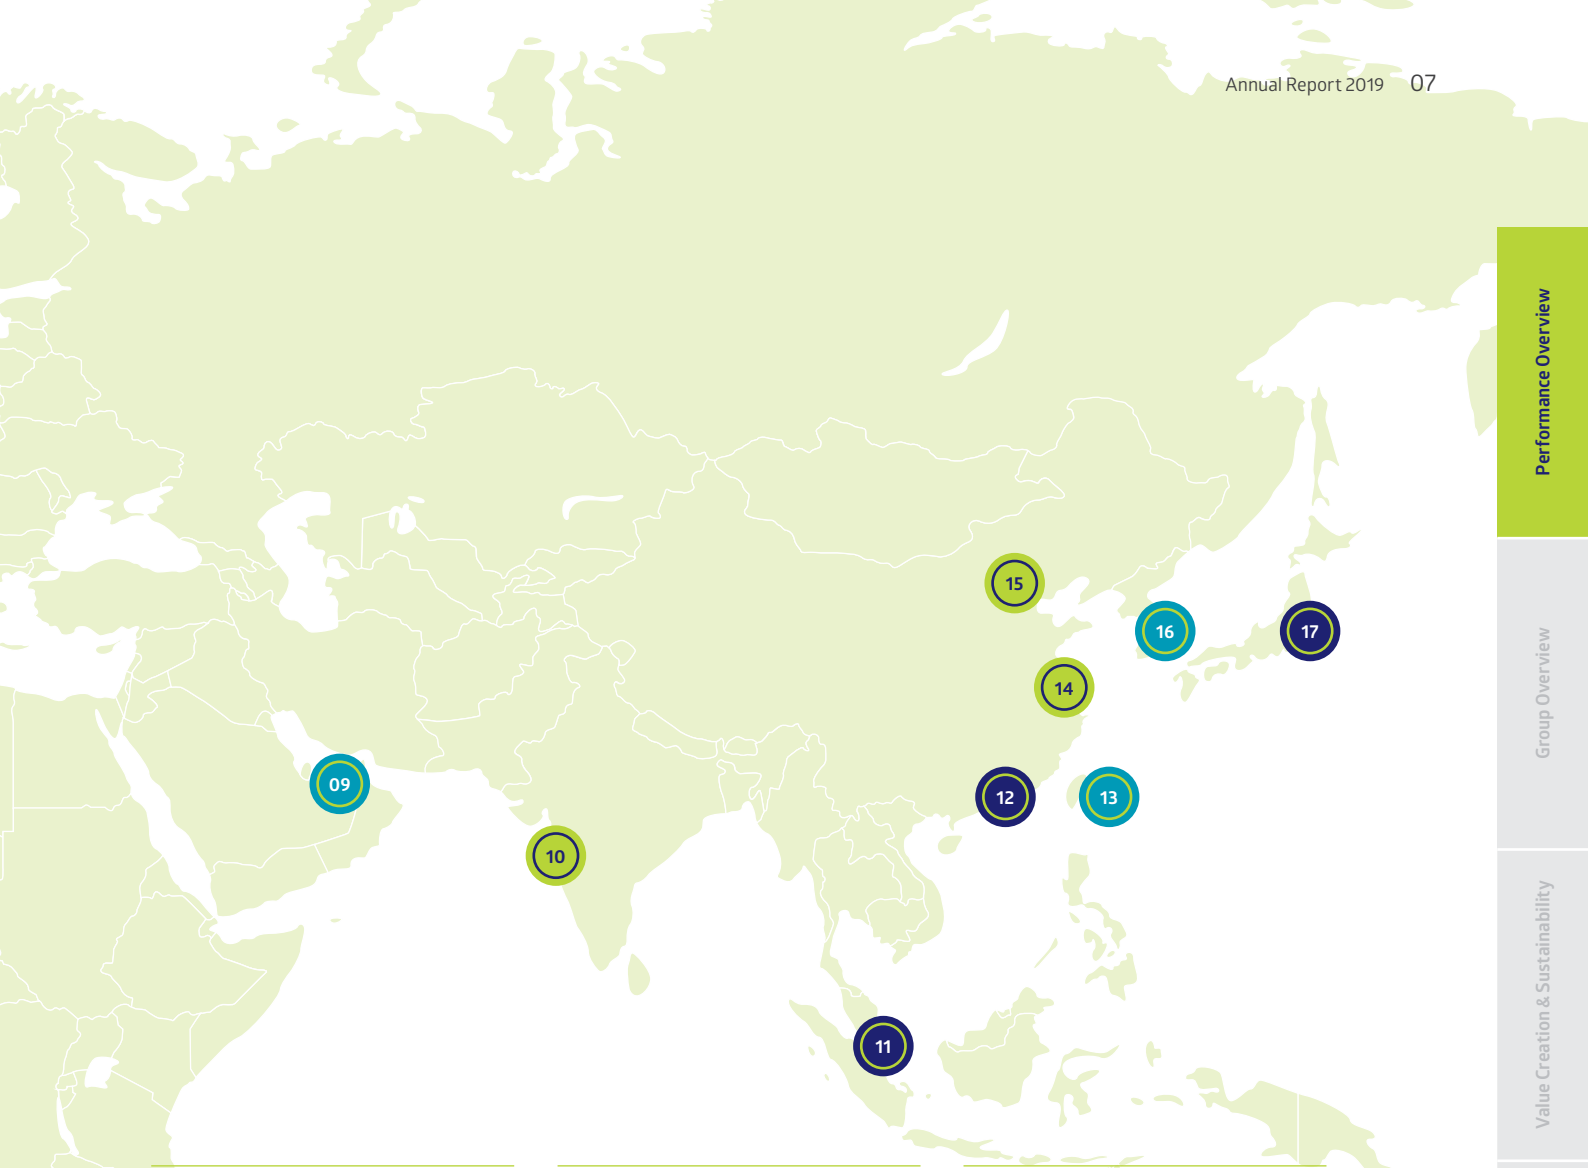 Annual Report 2019 07
Performance Overview
Group Overview
Value Creation & Sustainability
15
16
17
14
09
12
13
10
11